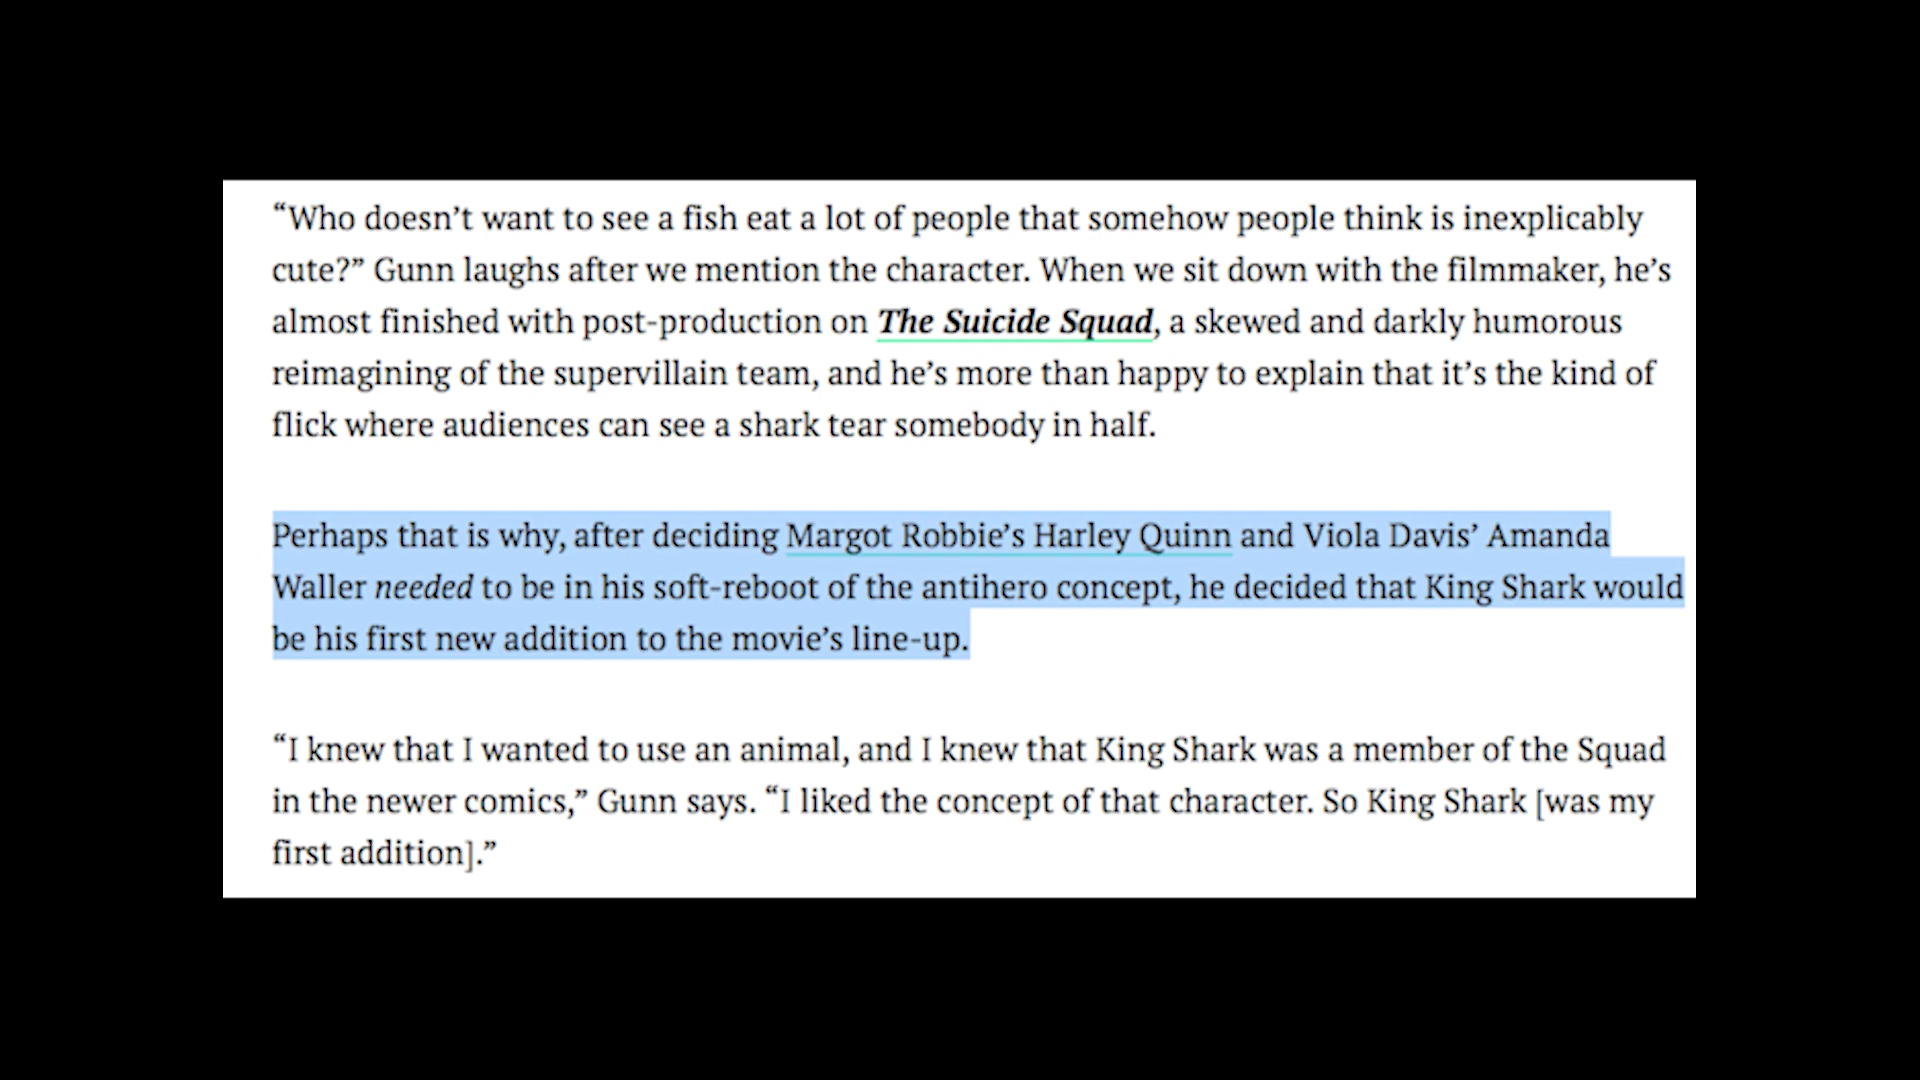 “Who doesn’t want to see a fish eat a lot of people that somehow people think is inexplicably
cute?” Gunn laughs after we mention the character. When we sit down with the filmmaker, he’s
almost finished with post-production on The Suicide Squad, a skewed and darkly humorous
reimagining of the supervillain team, and he’s more than happy to explain that it’s the kind of
flick where audiences can see a shark tear somebody in half.
Perhaps that is why, after deciding Margot Robbie’s Harley Quinn and Viola Davis’ Amanda
Waller needed to be in his soft-reboot of the antihero concept, he decided that King Shark would
be his first new addition to the movie’s line-up.
“I knew that I wanted to use an animal, and I knew that King Shark was a member of the Squad
in the newer comics,” Gunn says. “I liked the concept of that character. So King Shark [was my
first addition].”